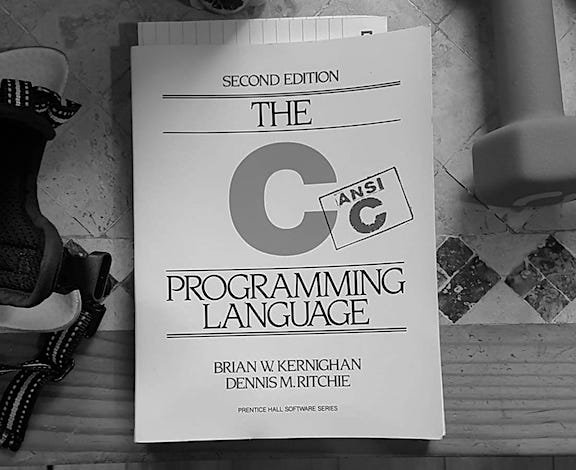 SECOND EDITION
THE
C
ANSI
C
PROGRAMMING
LANGUAGE
BRIAN W. KERNIGHAN
DENNIS M. RITCHIE
PRENTICE HALL SOFTWARE SERIES